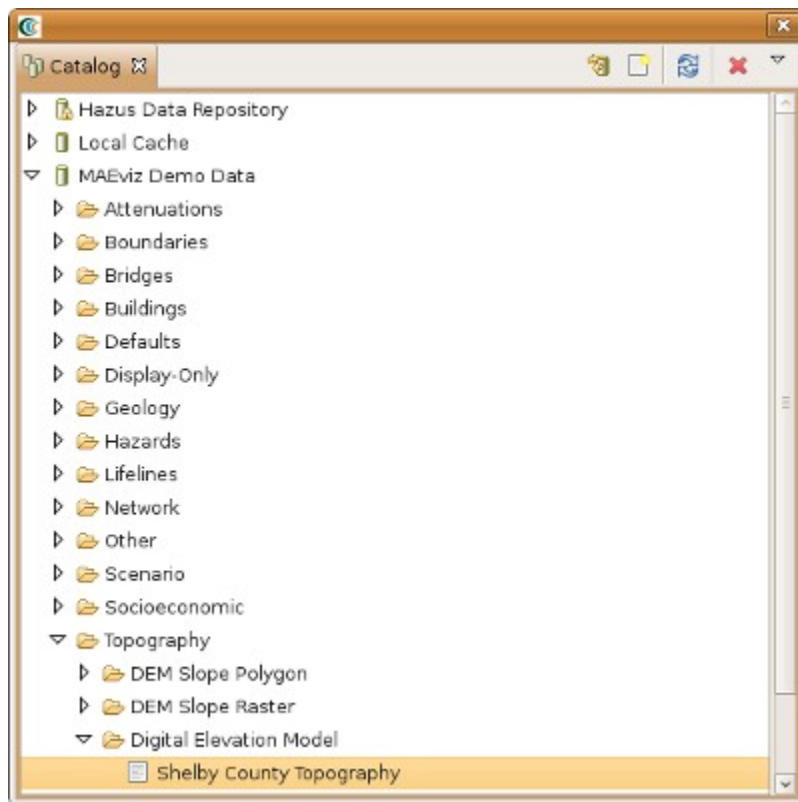 Catalog
Hazus Data Repository
Local Cache
MAEviz Demo Data
Attenuations
Boundaries
Bridges
Buildings
Defaults
Display-Only
Geology
Hazards
Lifelines
Network
Other
Scenario
Socioeconomic
Topography
DEM Slope Polygon
DEM Slope Raster
Digital Elevation Model
Shelby County Topography